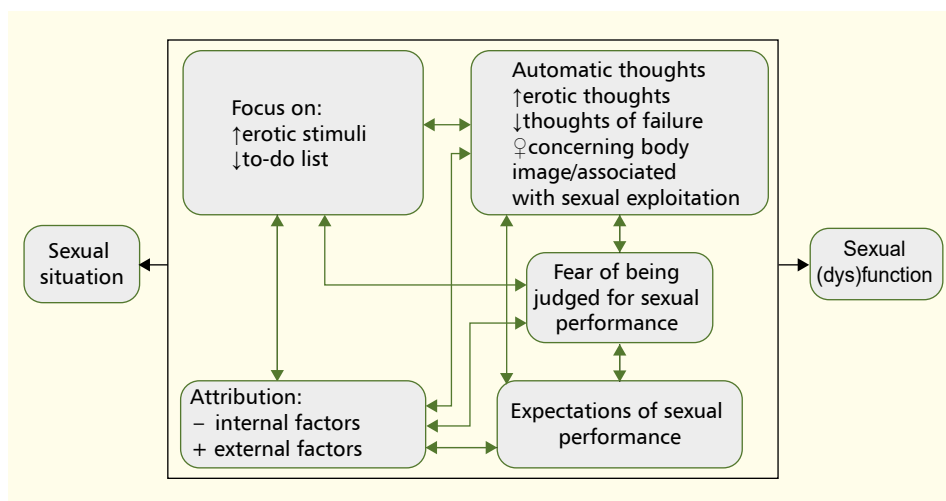 Focus on:
↑erotic stimuli
↓to-do list
Automatic thoughts
↑erotic thoughts
↓thoughts of failure
♀concerning body
image/associated
with sexual exploitation
Sexual
situation
Fear of being
judged for sexual
performance
Sexual
(dys)function
Attribution:
– internal factors
+ external factors
Expectations of sexual
performance